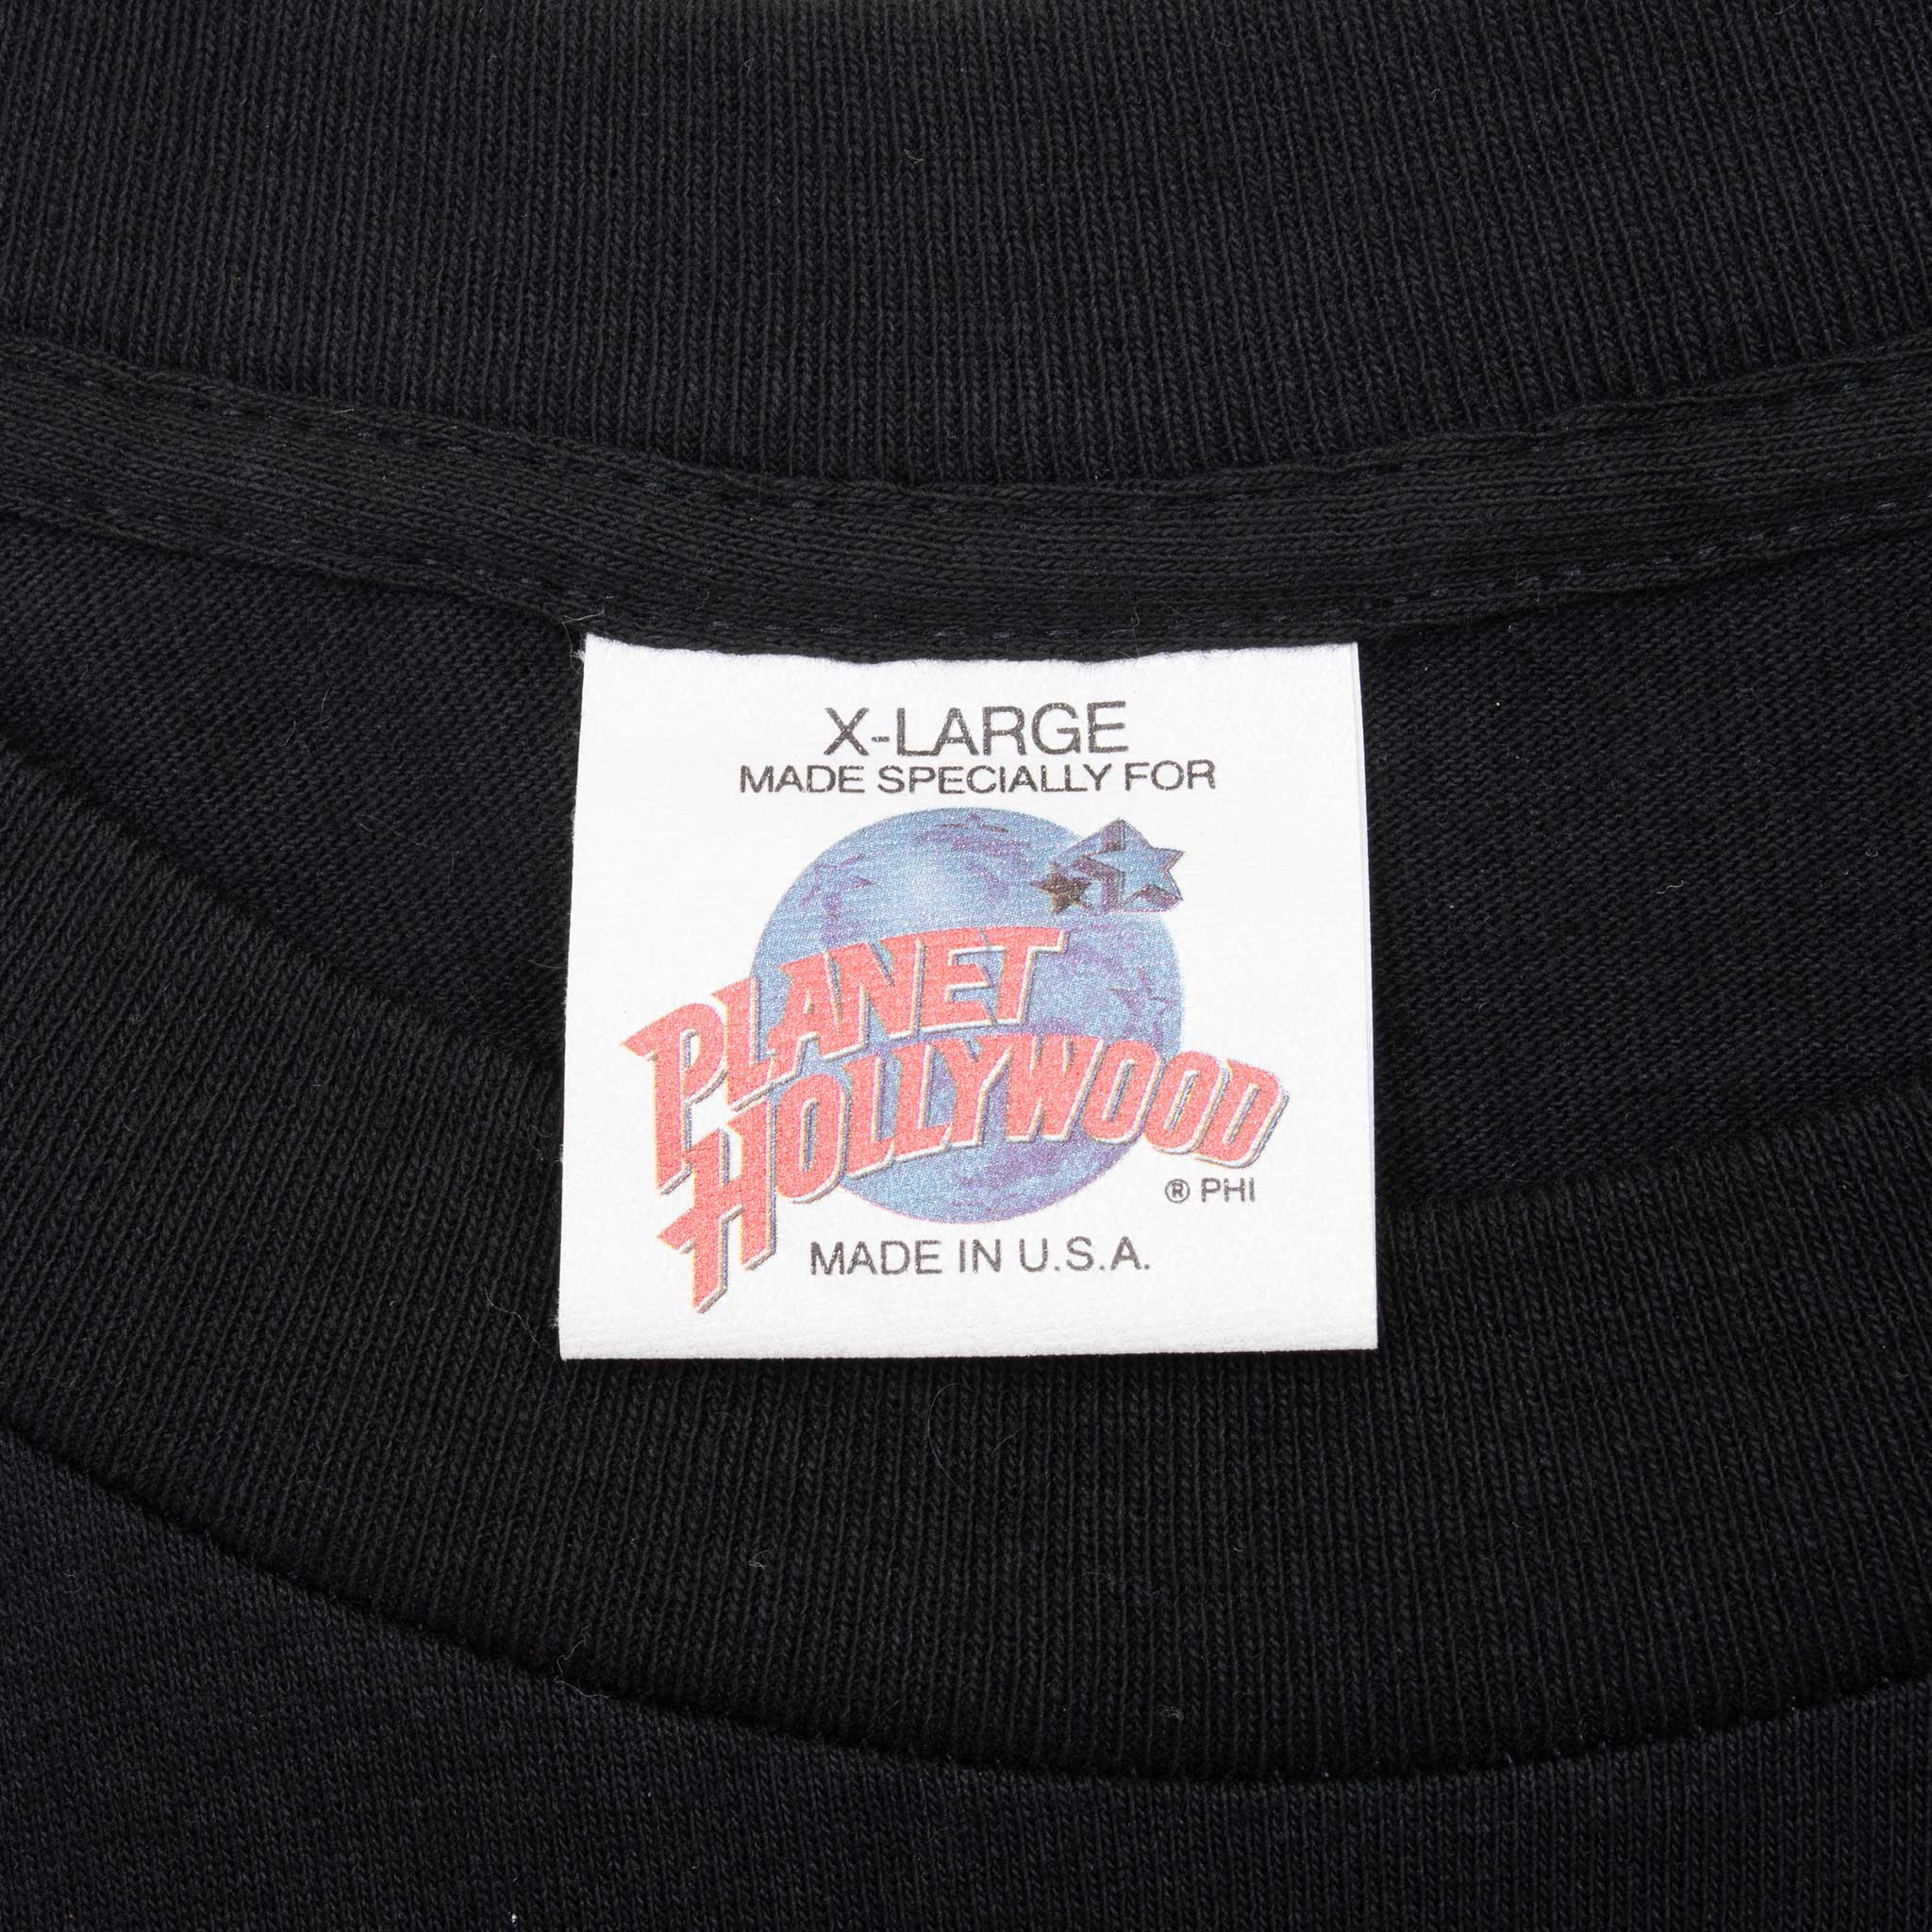 X-LARGE
MADE SPECIALLY FOR
PLANET
HOLLYWOOD
® PHI
MADE IN U.S.A.